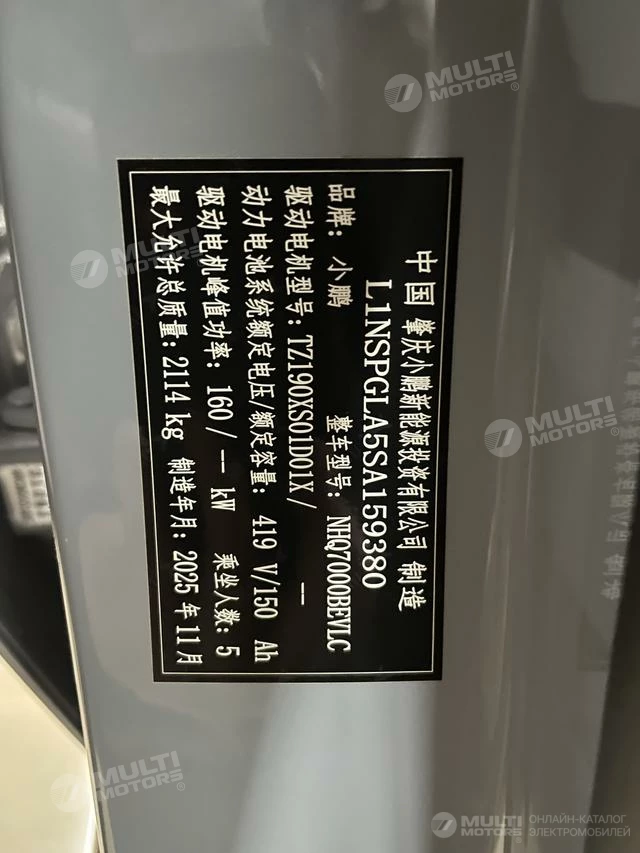 中国 肇庆小鹏新能源投资有限公司 制造
L1NSPGLA5SA159380
品牌: 小鹏 整车型号: NHQ7000BEVLC
驱动电机型号: TZ190XS01D01X/ --
动力电池系统额定电压/额定容量: 419 V/150 Ah
驱动电机峰值功率: 160/ -- kW 乘坐人数: 5
最大允许总质量: 2114 kg 制造年月: 2025 年 11 月
MULTI
MOTORS®
MULTI
MOTORS®
MULTI
MOTORS®
MULTI
MOTORS®
MULTI
MOTORS®
ОНЛАЙН-КАТАЛОГ
ЭЛЕКТРОМОБИЛЕЙ